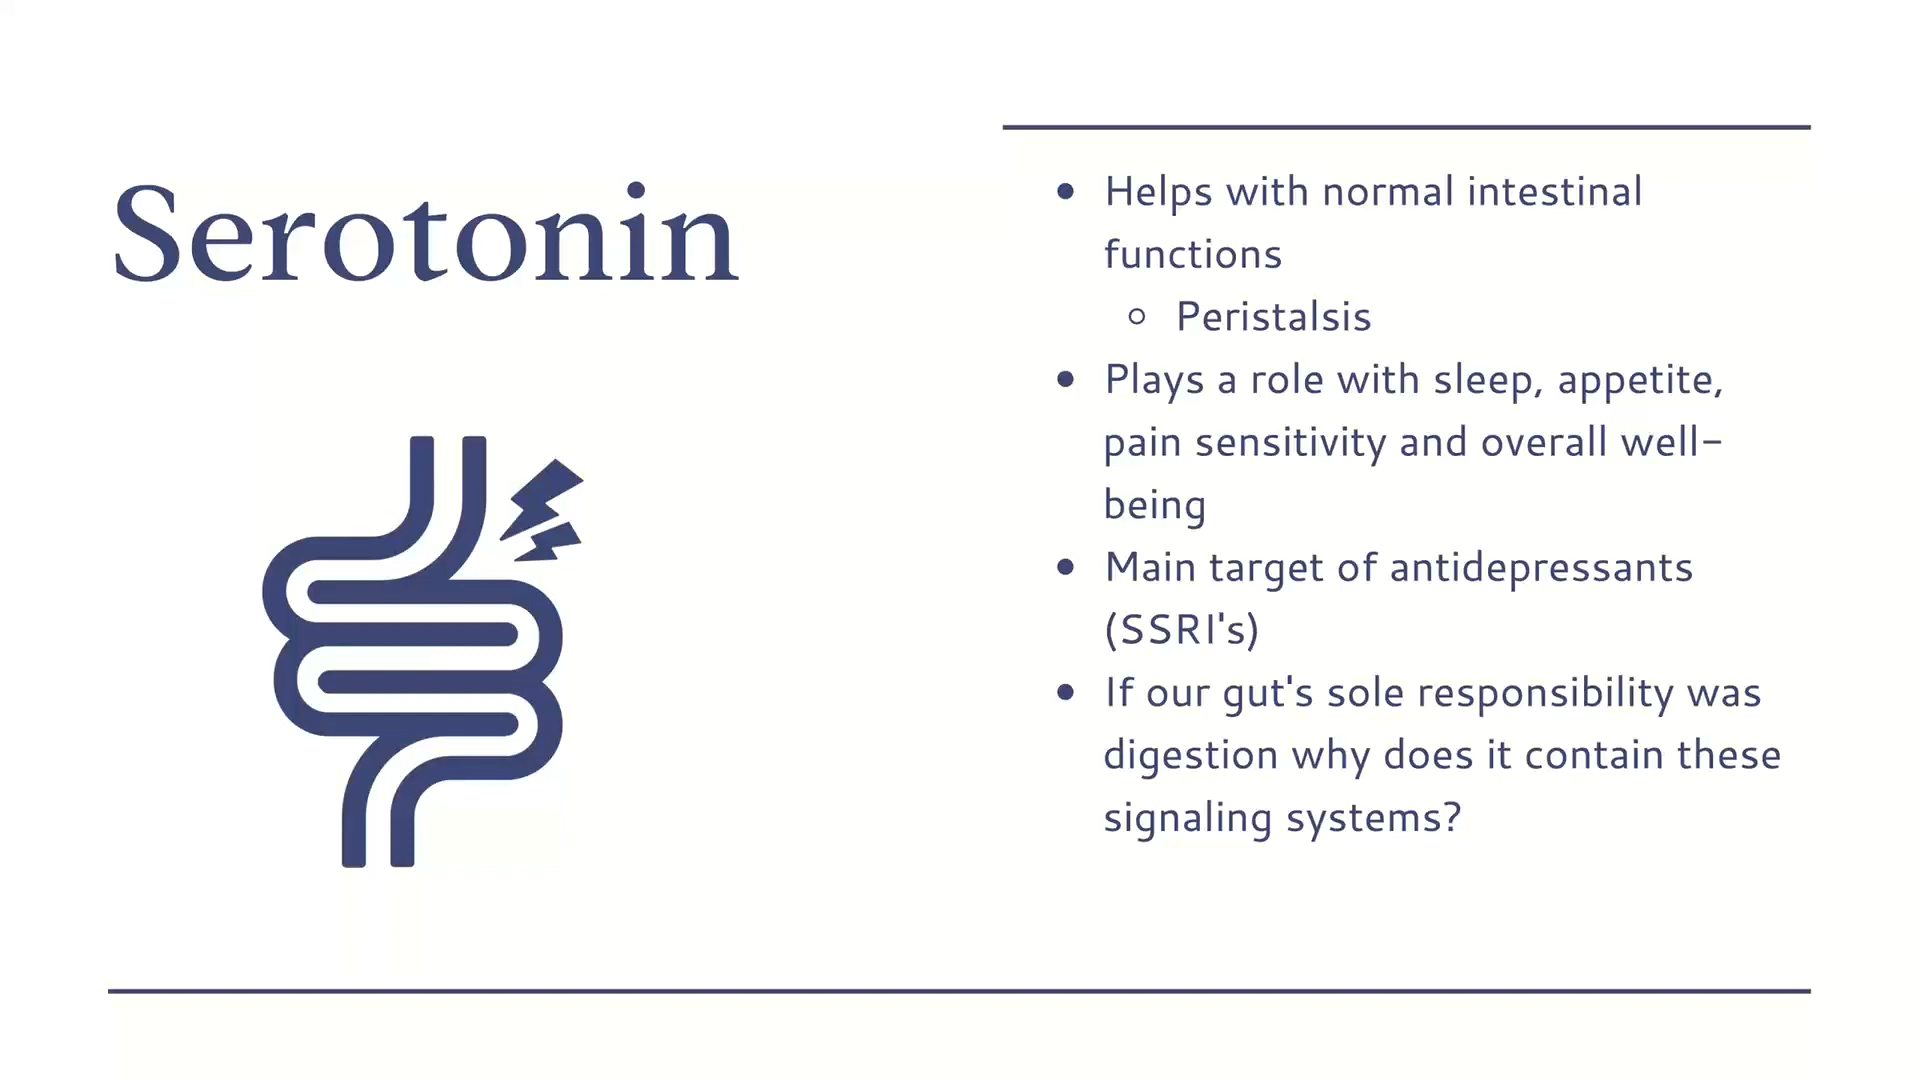 Serotonin
• Helps with normal intestinal
functions
○ Peristalsis
• Plays a role with sleep, appetite,
pain sensitivity and overall well-
being
• Main target of antidepressants
(SSRI's)
• If our gut's sole responsibility was
digestion why does it contain these
signaling systems?